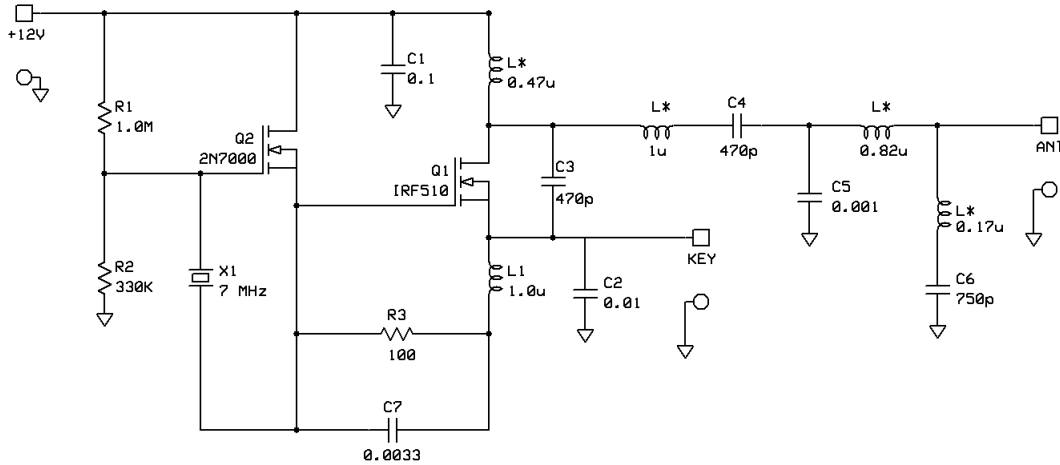 +12V
R1
1.0M
Q2
2N7000
C1
0.1
L*
0.47u
Q1
IRF510
C3
470p
L*
1u
C4
470p
L*
0.82u
ANT
C5
0.001
L*
0.17u
KEY
R2
330K
X1
7 MHz
L1
1.0u
C2
0.01
C6
750p
R3
100
C7
0.0033